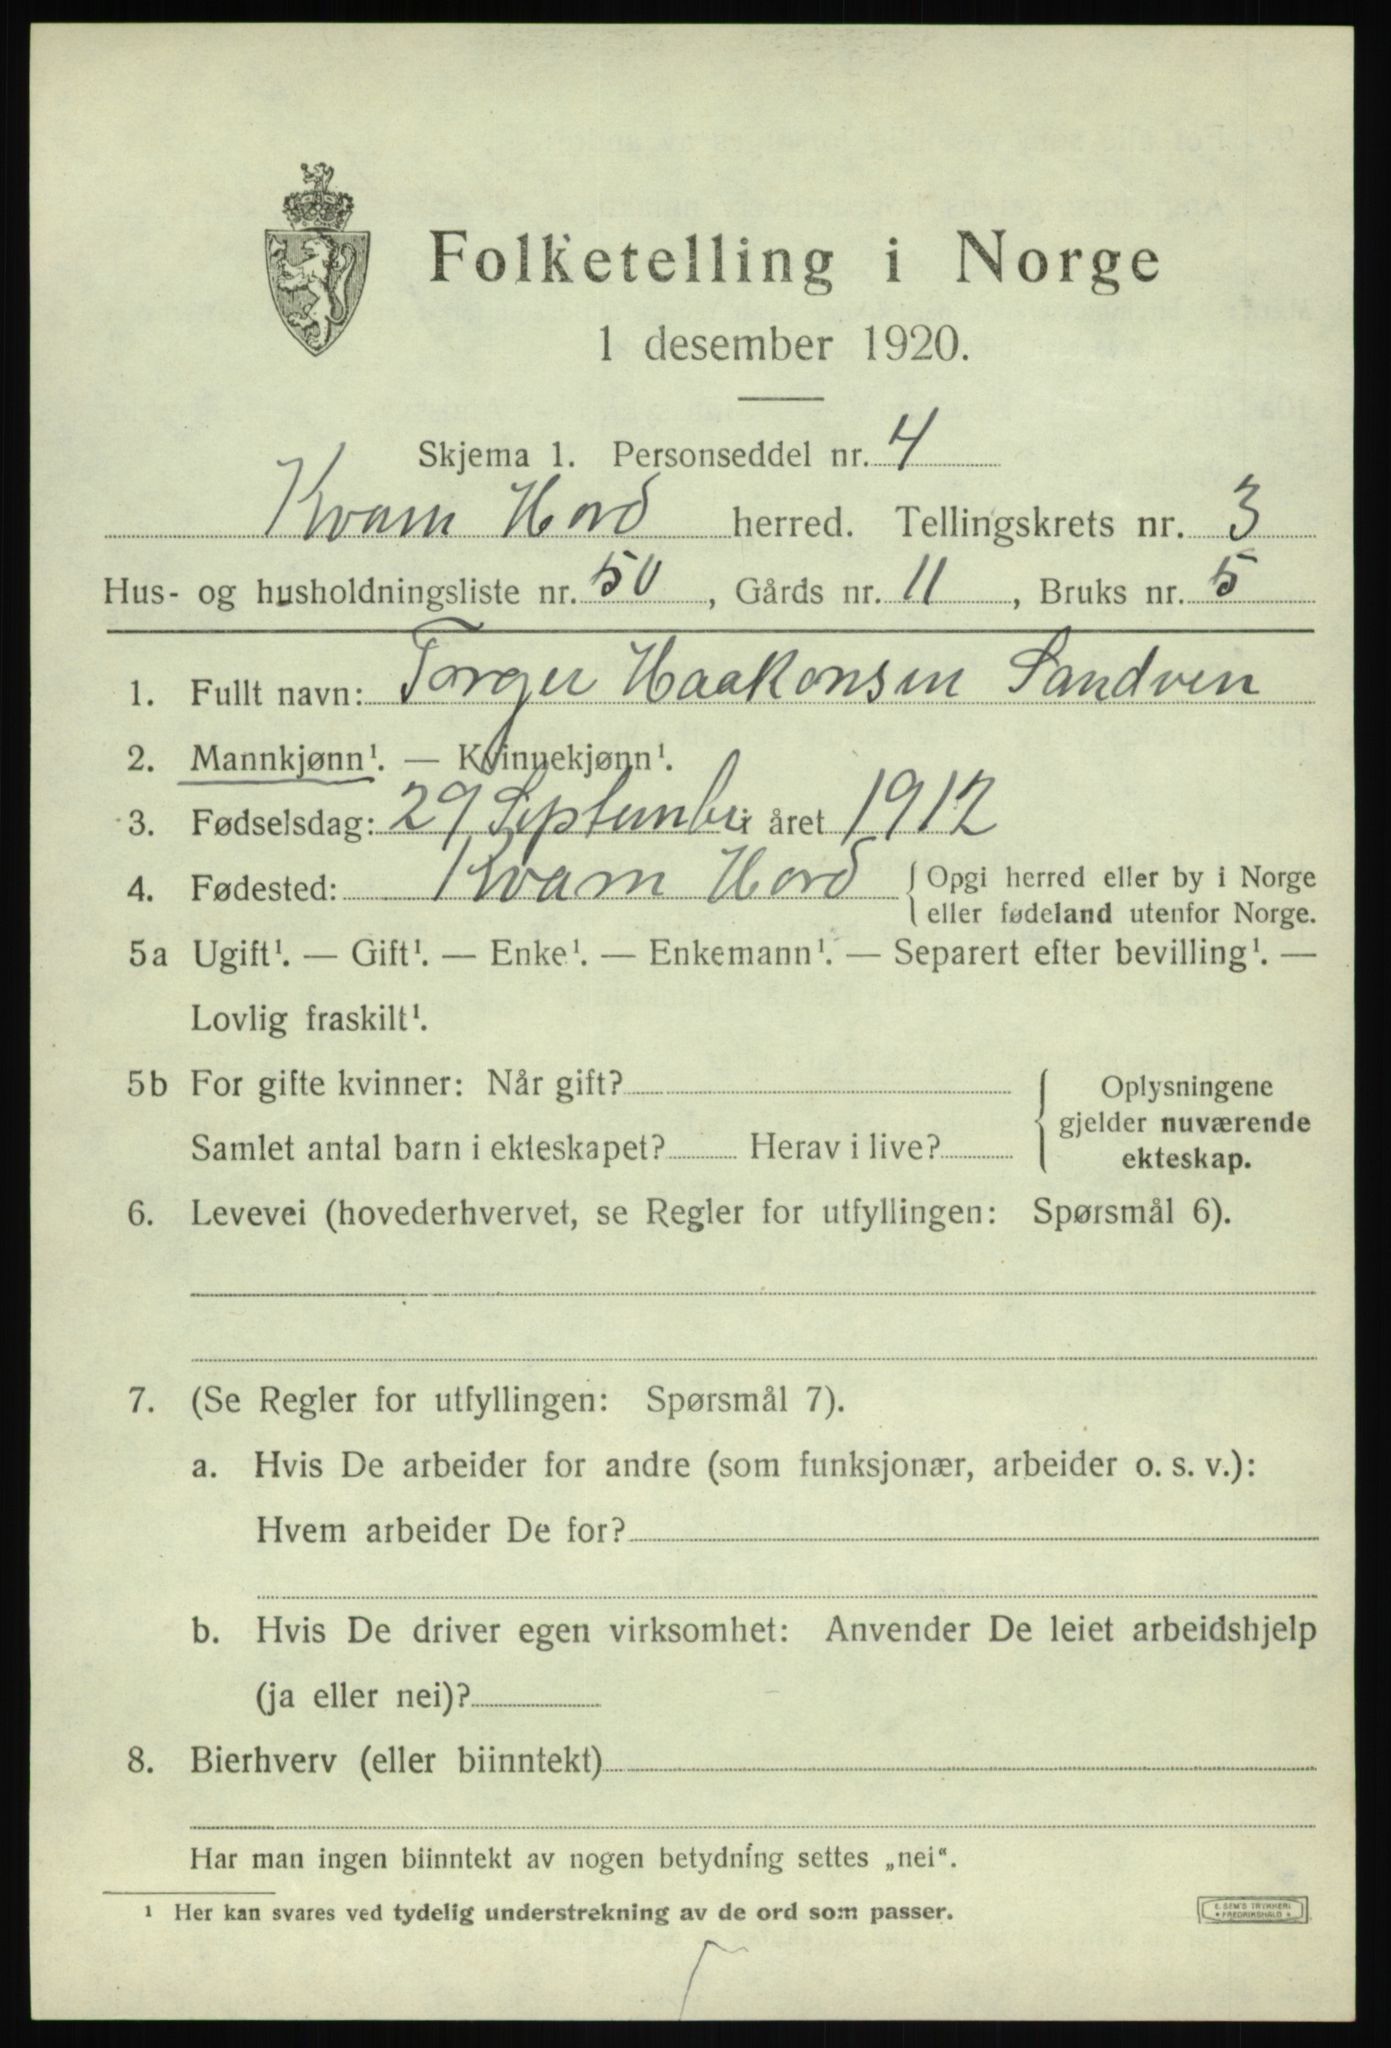 Folketelling i Norge
1 desember 1920.
Skjema 1. Personseddel nr. 4
Kvam Hord herred. Tellingskrets nr. 3
Hus- og husholdningsliste nr. 50, Gårds nr. 11, Bruks nr. 5
1. Fullt navn: Torger Haakonsen Sandven
2. Mannkjønn¹. — Kvinnekjønn¹.
3. Fødselsdag: 29 September i året 1912
4. Fødested: Kvam Hord { Opgi herred eller by i Norge
eller fødeland utenfor Norge.
5a Ugift¹. — Gift¹. — Enke¹. — Enkemann¹. — Separert efter bevilling¹. —
Lovlig fraskilt¹.
5b For gifte kvinner: Når gift? { Oplysningene
gjelder nuværende
Samlet antal barn i ekteskapet? Herav i live? ekteskap.
6. Levevei (hovederhvervet, se Regler for utfyllingen: Spørsmål 6).
7. (Se Regler for utfyllingen: Spørsmål 7).
a. Hvis De arbeider for andre (som funksjonær, arbeider o. s. v.):
Hvem arbeider De for?
b. Hvis De driver egen virksomhet: Anvender De leiet arbeidshjelp
(ja eller nei)?
8. Bierhverv (eller biinntekt)
Har man ingen biinntekt av nogen betydning settes „nei“.
¹ Her kan svares ved tydelig understrekning av de ord som passer.
E. SEM'S TRYKKERI
FREDRIKSHALD